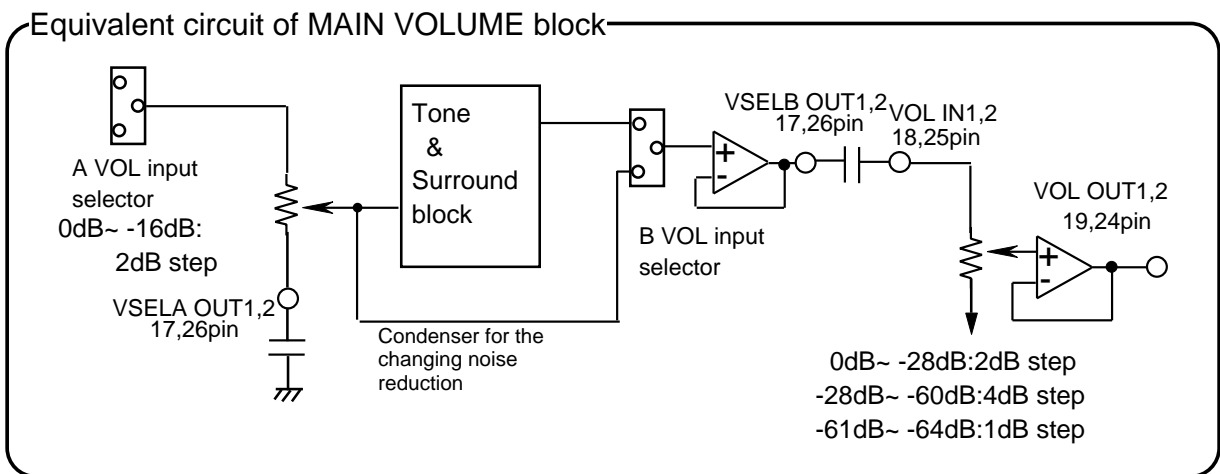 Equivalent circuit of MAIN VOLUME block
A VOL input
selector
0dB~ -16dB:
2dB step
VSELA OUT1,2
17,26pin
Tone
&
Surround
block
Condenser for the
changing noise
reduction
B VOL input
selector
VSELB OUT1,2
17,26pin
+
-
VOL IN1,2
18,25pin
VOL OUT1,2
19,24pin
+
-
0dB~ -28dB:2dB step
-28dB~ -60dB:4dB step
-61dB~ -64dB:1dB step